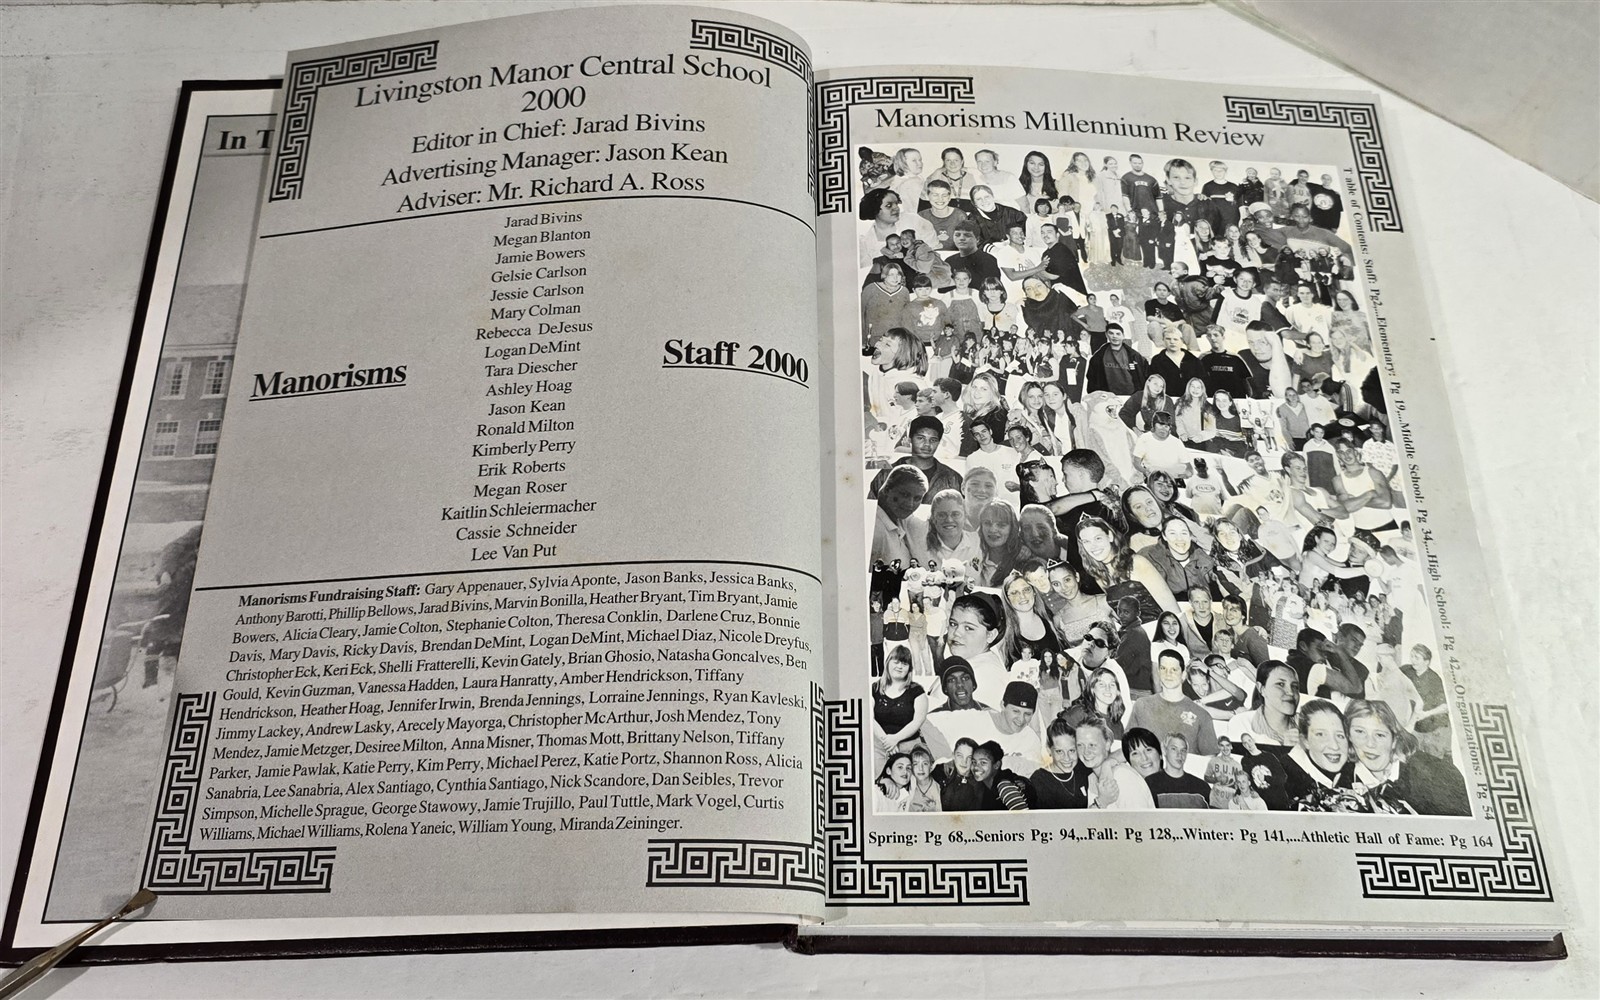 In T
Livingston Manor Central School
2000
Editor in Chief: Jarad Bivins
Advertising Manager: Jason Kean
Adviser: Mr. Richard A. Ross
Jarad Bivins
Megan Blanton
Jamie Bowers
Gelsie Carlson
Jessie Carlson
Mary Colman
Rebecca DeJesus
Logan DeMint
Tara Diescher
Ashley Hoag
Jason Kean
Ronald Milton
Kimberly Perry
Erik Roberts
Megan Roser
Kaitlin Schleiermacher
Cassie Schneider
Lee Van Put
Manorisms
Staff 2000
Manorisms Fundraising Staff: Gary Appenauer, Sylvia Aponte, Jason Banks, Jessica Banks,
Anthony Barotti, Phillip Bellows, Jarad Bivins, Marvin Bonilla, Heather Bryant, Tim Bryant, Jamie
Bowers, Alicia Cleary, Jamie Colton, Stephanie Colton, Theresa Conklin, Darlene Cruz, Bonnie
Davis, Mary Davis, Ricky Davis, Brendan DeMint, Logan DeMint, Michael Diaz, Nicole Dreyfus,
Christopher Eck, Keri Eck, Shelli Fratterelli, Kevin Gately, Brian Ghosio, Natasha Goncalves, Ben
Gould, Kevin Guzman, Vanessa Hadden, Laura Hanratty, Amber Hendrickson, Tiffany
Hendrickson, Heather Hoag, Jennifer Irwin, Brenda Jennings, Lorraine Jennings, Ryan Kavleski,
Jimmy Lackey, Andrew Lasky, Arecely Mayorga, Christopher McArthur, Josh Mendez, Tony
Mendez, Jamie Metzger, Desiree Milton, Anna Misner, Thomas Mott, Brittany Nelson, Tiffany
Parker, Jamie Pawlak, Katie Perry, Kim Perry, Michael Perez, Katie Portz, Shannon Ross, Alicia
Sanabria, Lee Sanabria, Alex Santiago, Cynthia Santiago, Nick Scandore, Dan Seibles, Trevor
Simpson, Michelle Sprague, George Stawowy, Jamie Trujillo, Paul Tuttle, Mark Vogel, Curtis
Williams, Michael Williams, Rolena Yaneic, William Young, Miranda Zeininger.
Manorisms Millennium Review
Table of Contents: Staff: Pg2,...Elementary: Pg 19,...Middle School: Pg 34,...High School: Pg 42,...Organizations: Pg 54
Spring: Pg 68,..Seniors Pg: 94,..Fall: Pg 128,..Winter: Pg 141,...Athletic Hall of Fame: Pg 164